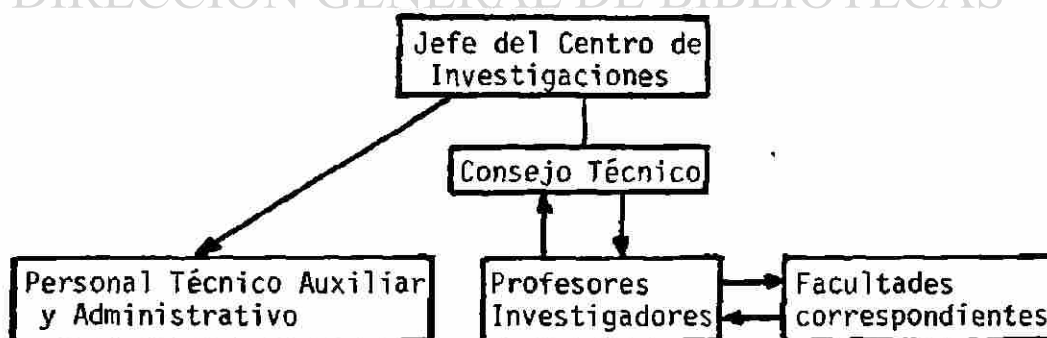 DIRECCIÓN GENERAL DE BIBLIOTECAS
Jefe del Centro de
Investigaciones
Consejo Técnico
Personal Técnico Auxiliar
y Administrativo
Profesores
Investigadores
Facultades
correspondientes